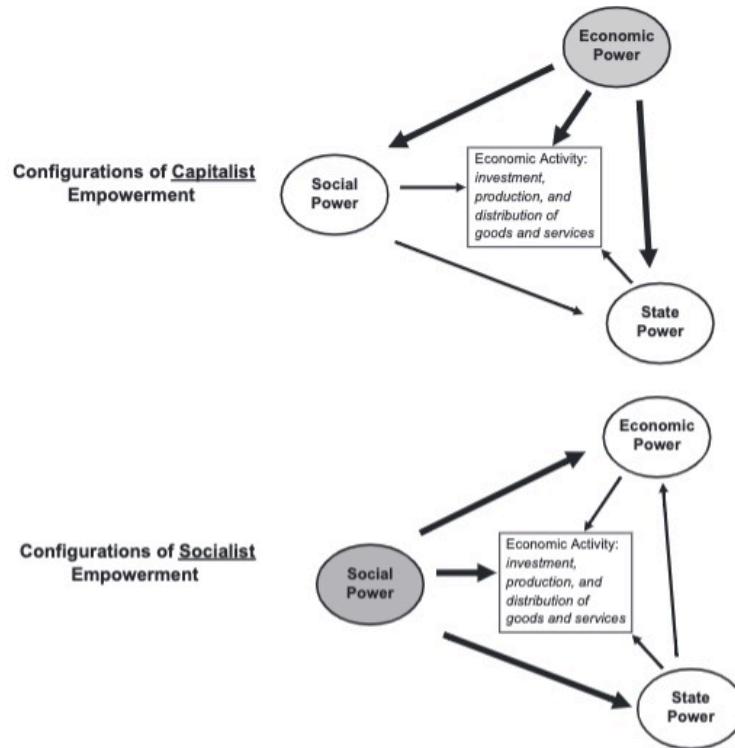 Economic
Power
Configurations of Capitalist
Empowerment
Social
Power
Economic Activity:
investment,
production, and
distribution of
goods and services
State
Power
Economic
Power
Configurations of Socialist
Empowerment
Social
Power
Economic Activity:
investment,
production, and
distribution of
goods and services
State
Power